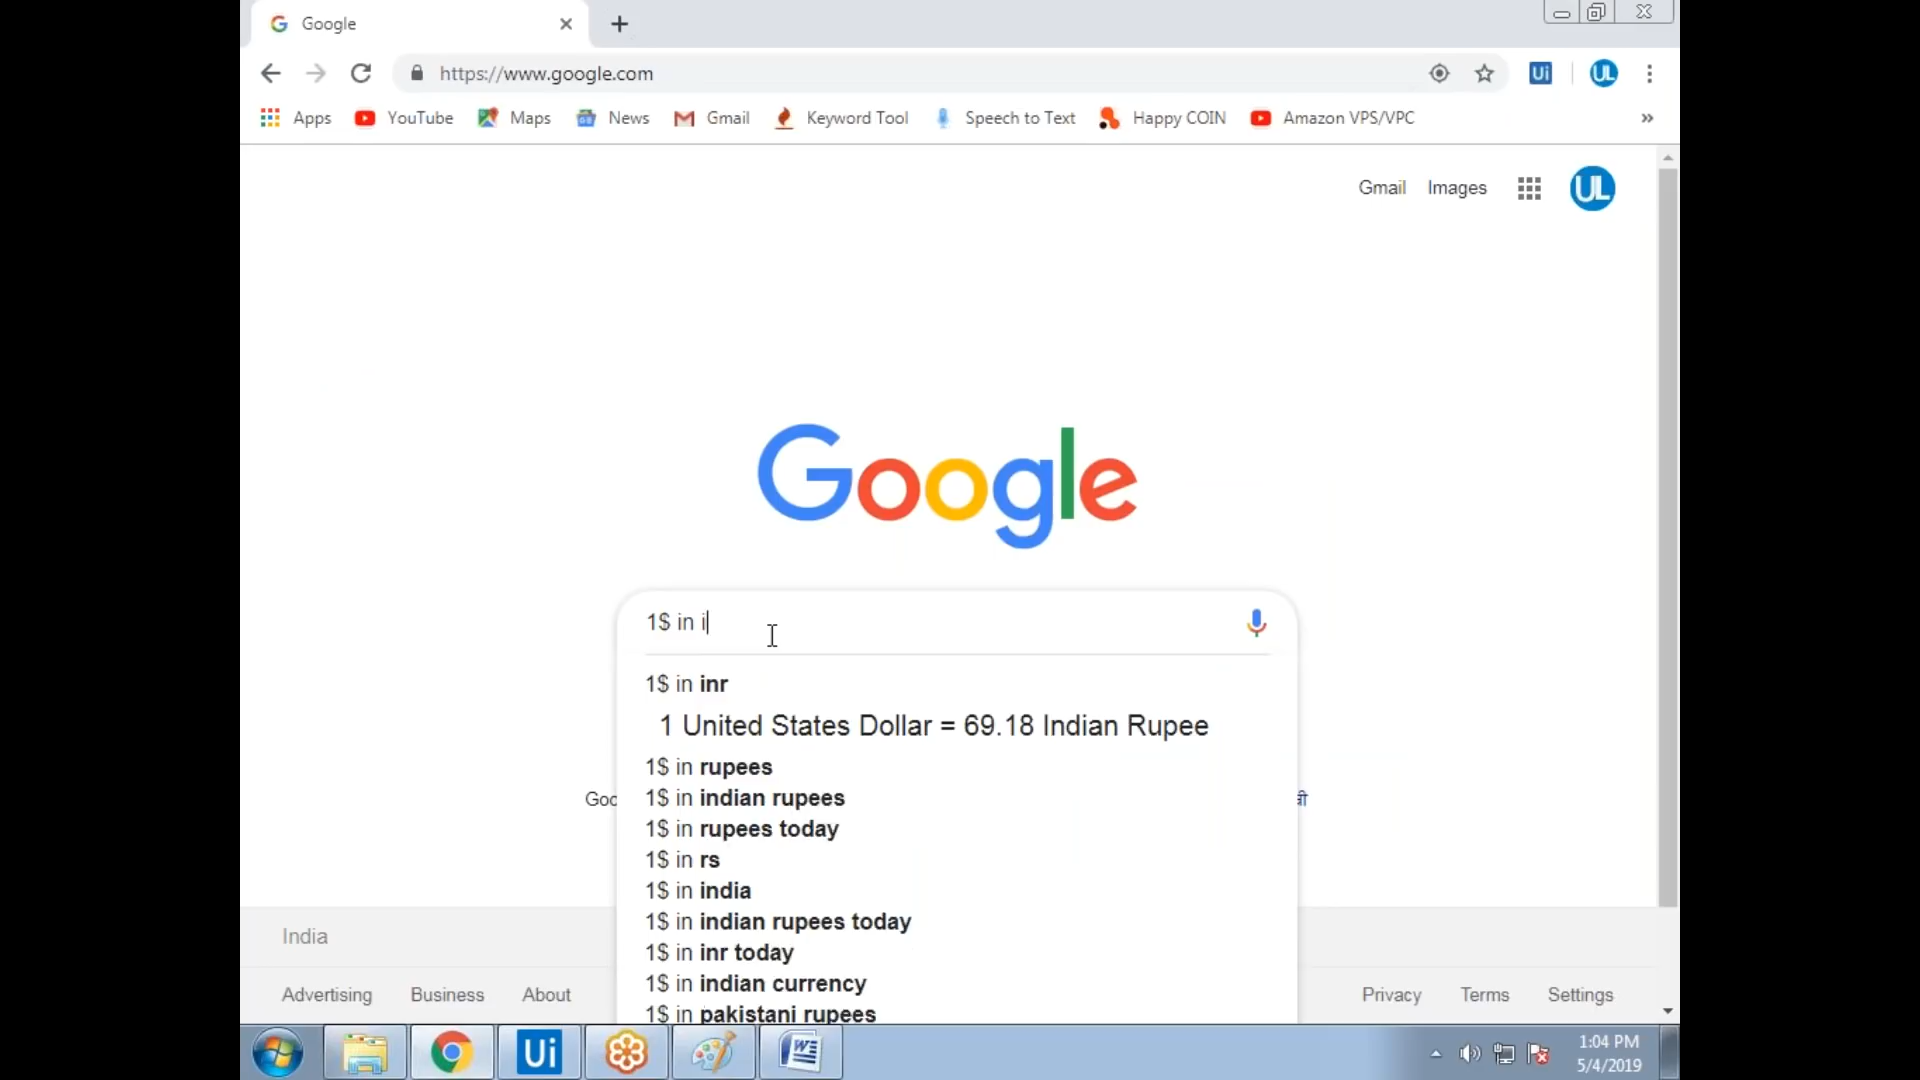 Google
https://www.google.com
Ui
UL
Apps
YouTube
Maps
News
Gmail
Keyword Tool
Speech to Text
Happy COIN
Amazon VPS/VPC
»
Gmail
Images
UL
Google
1$ in i
1$ in inr
1 United States Dollar = 69.18 Indian Rupee
1$ in rupees
1$ in indian rupees
1$ in rupees today
1$ in rs
1$ in india
1$ in indian rupees today
1$ in inr today
1$ in indian currency
1$ in pakistani rupees
India
Advertising
Business
About
Privacy
Terms
Settings
Ui
W
1:04 PM
5/4/2019